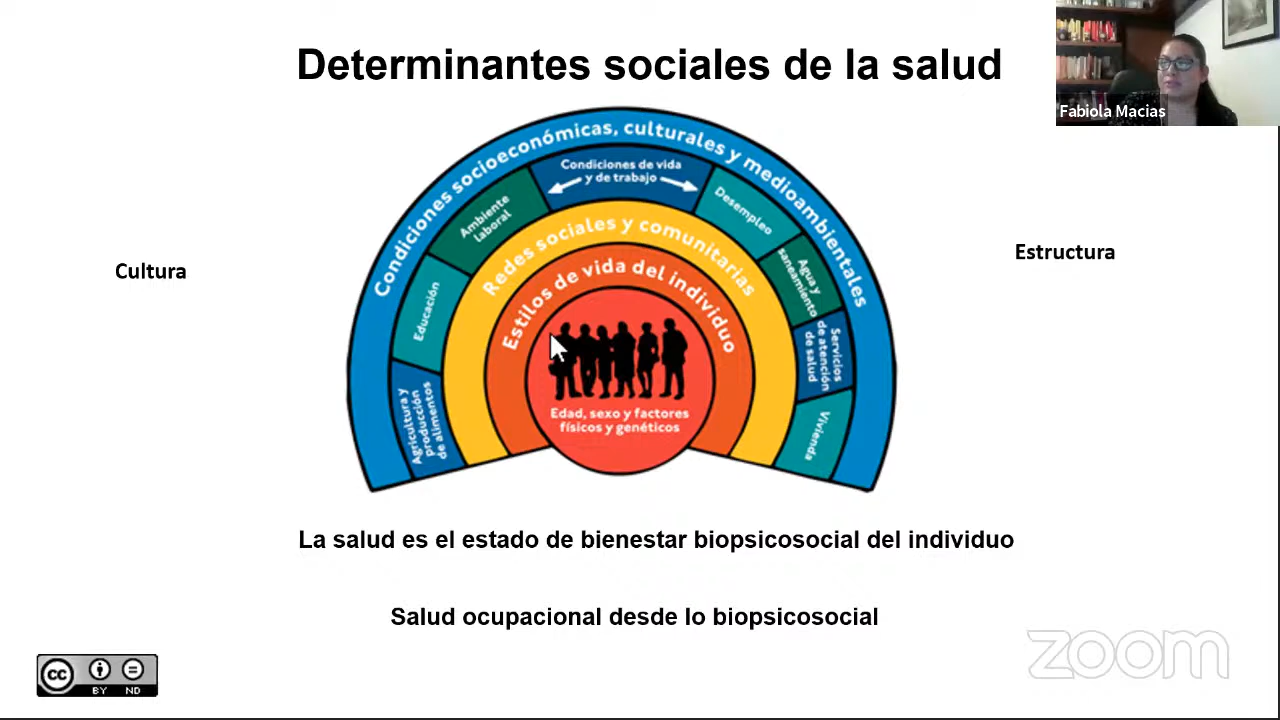 Determinantes sociales de la salud
Fabiola Macias
Condiciones socioeconómicas, culturales y medioambientales
Condiciones de vida
y de trabajo
Ambiente
laboral
Desempleo
Redes sociales y comunitarias
Educación
Agua y
saneamiento
Estilos de vida del individuo
Servicios
de atención
de salud
Agricultura y
producción
de alimentos
Vivienda
Edad, sexo y factores
físicos y genéticos
Cultura
Estructura
La salud es el estado de bienestar biopsicosocial del individuo
Salud ocupacional desde lo biopsicosocial
cc
BY ND
zoom